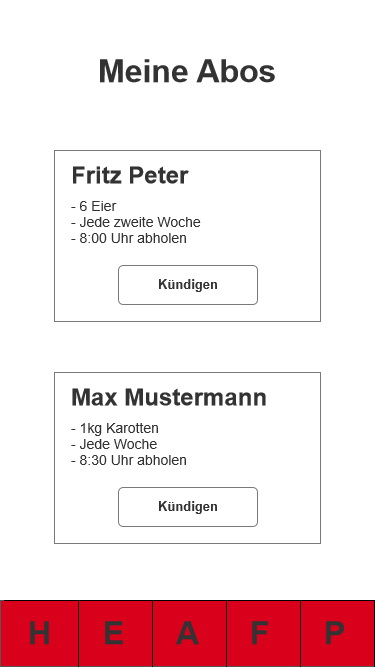 Meine Abos
Fritz Peter
- 6 Eier
- Jede zweite Woche
- 8:00 Uhr abholen
Kündigen
Max Mustermann
- 1kg Karotten
- Jede Woche
- 8:30 Uhr abholen
Kündigen
H E A F P